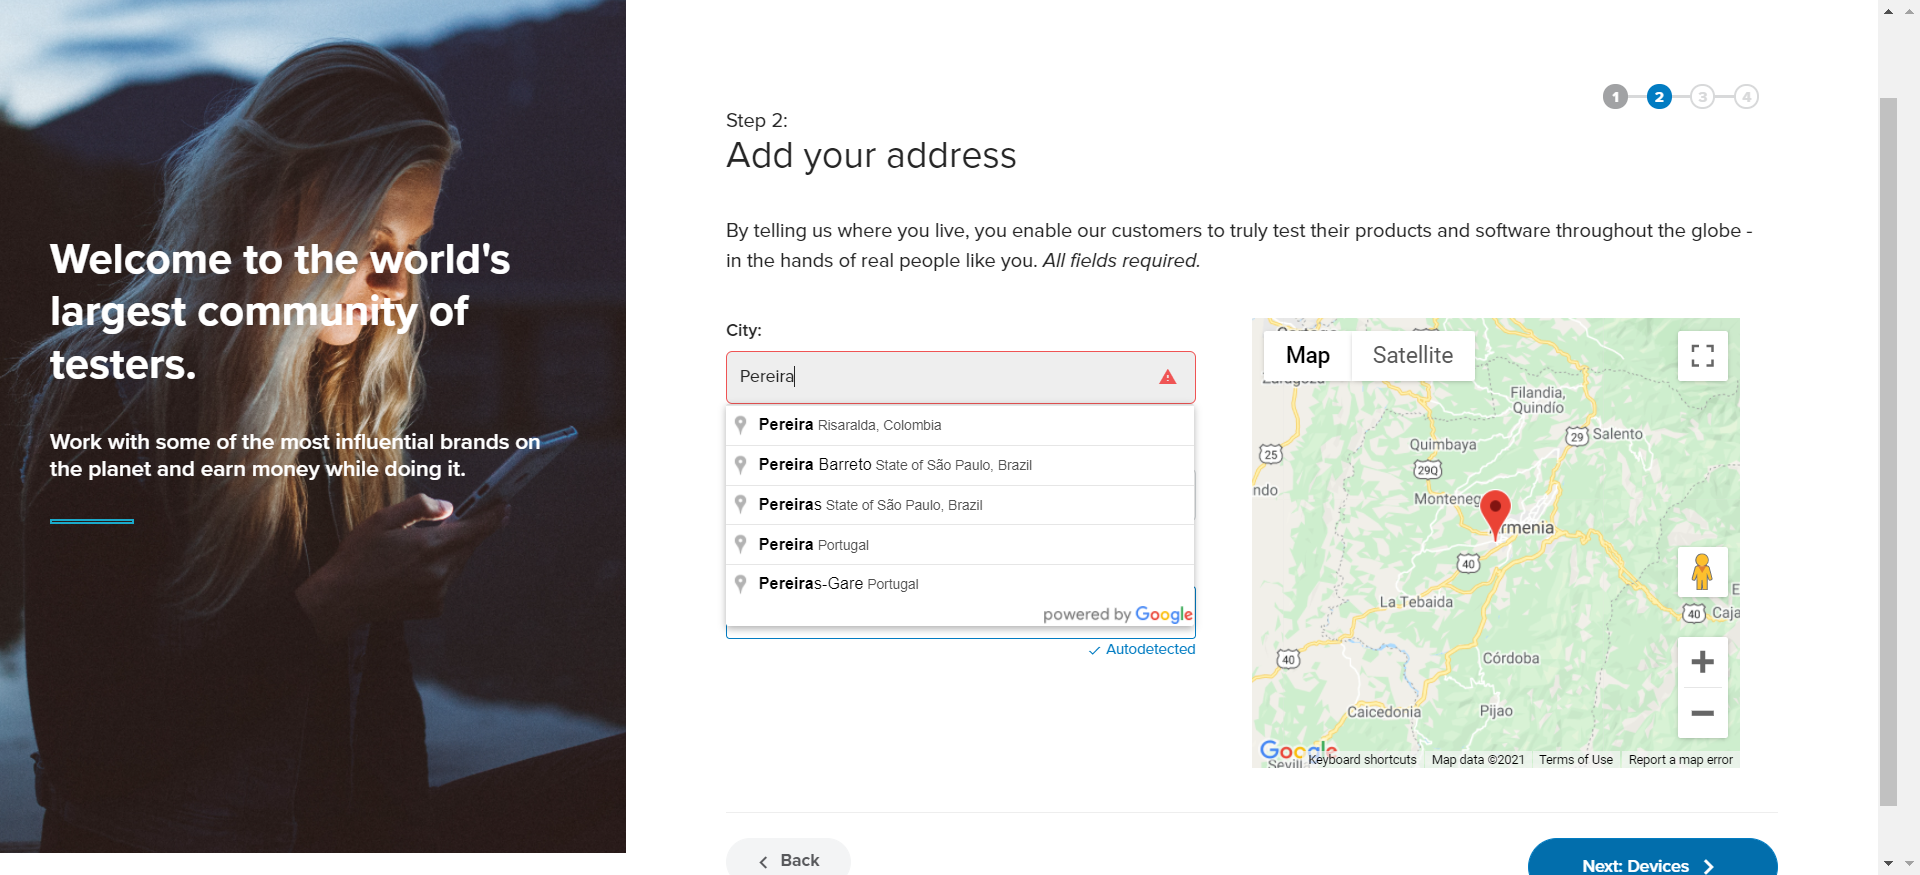 Welcome to the world's
largest community of
testers.
Work with some of the most influential brands on
the planet and earn money while doing it.
1 2 3 4
Step 2:
Add your address
By telling us where you live, you enable our customers to truly test their products and software throughout the globe -
in the hands of real people like you. All fields required.
City:
Pereira
Pereira Risaralda, Colombia
Pereira Barreto State of São Paulo, Brazil
Pereiras State of São Paulo, Brazil
Pereira Portugal
Pereiras-Gare Portugal
powered by Google
Autodetected
Map Satellite
Filandia,
Quindío
29 Salento
Quimbaya
25
29Q
ndo
Monteneg
rmenia
40
La Tebaida
40 Caja
Córdoba
40
Caicedonia
Pijao
Google
Keyboard shortcuts Map data ©2021 Terms of Use Report a map error
Back
Next: Devices